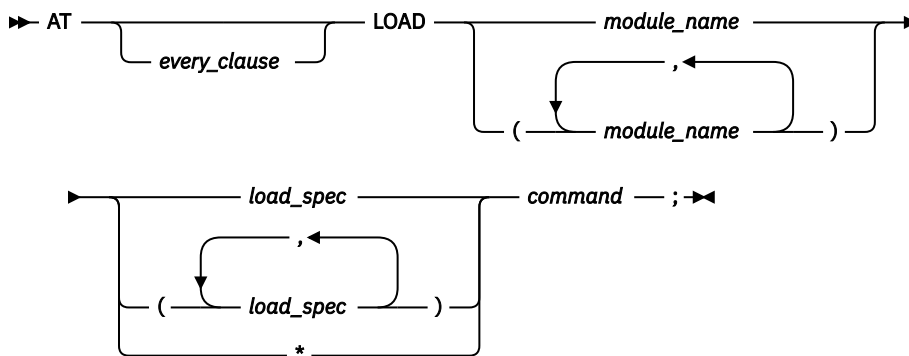 AT LOAD module_name
every_clause
,
( module_name )
load_spec command ;
,
( load_spec )
*